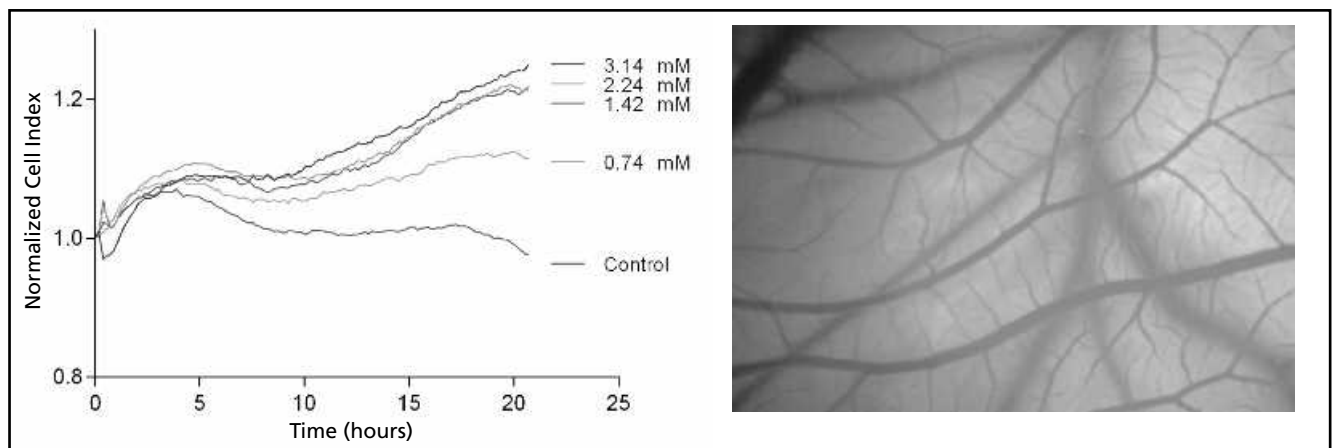 Normalized Cell Index
1.2
1.0
0.8
0
5
10
15
20
25
Time (hours)
3.14 mM
2.24 mM
1.42 mM
0.74 mM
Control